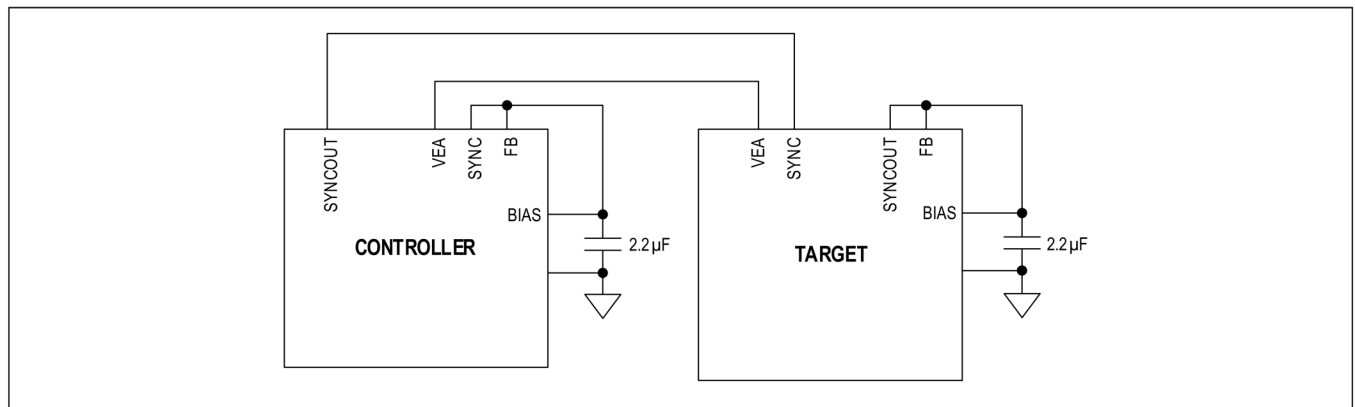 SYNCOUT
VEA
SYNC
FB
BIAS
CONTROLLER
2.2µF
VEA
SYNC
SYNCOUT
FB
BIAS
TARGET
2.2µF